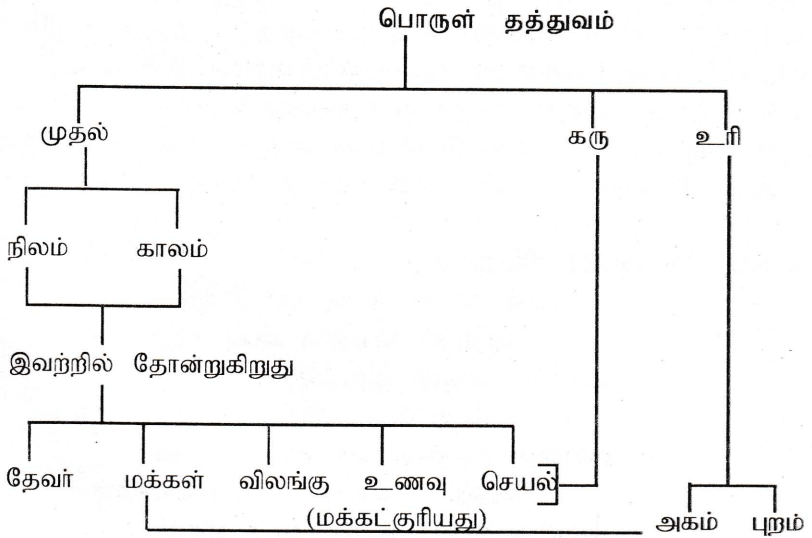 பொருள் தத்துவம்
முதல் கரு உரி
நிலம் காலம்
இவற்றில் தோன்றுகிறது
தேவர் மக்கள் விலங்கு உணவு செயல்
(மக்கட்குரியது) அகம் புறம்